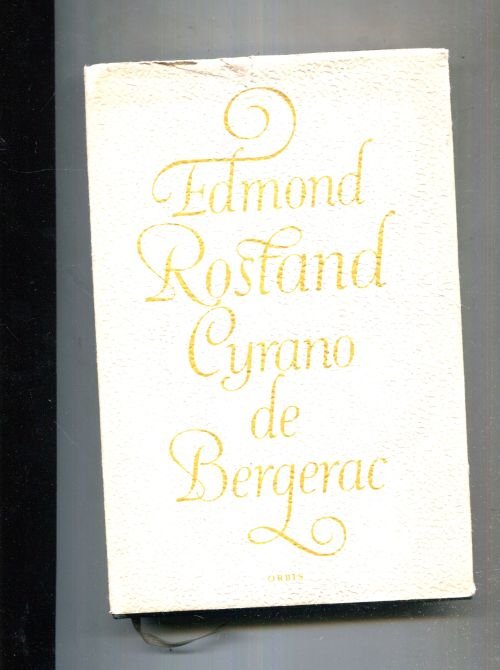 Edmond
Rostand
Cyrano
de
Bergerac
ORBIS